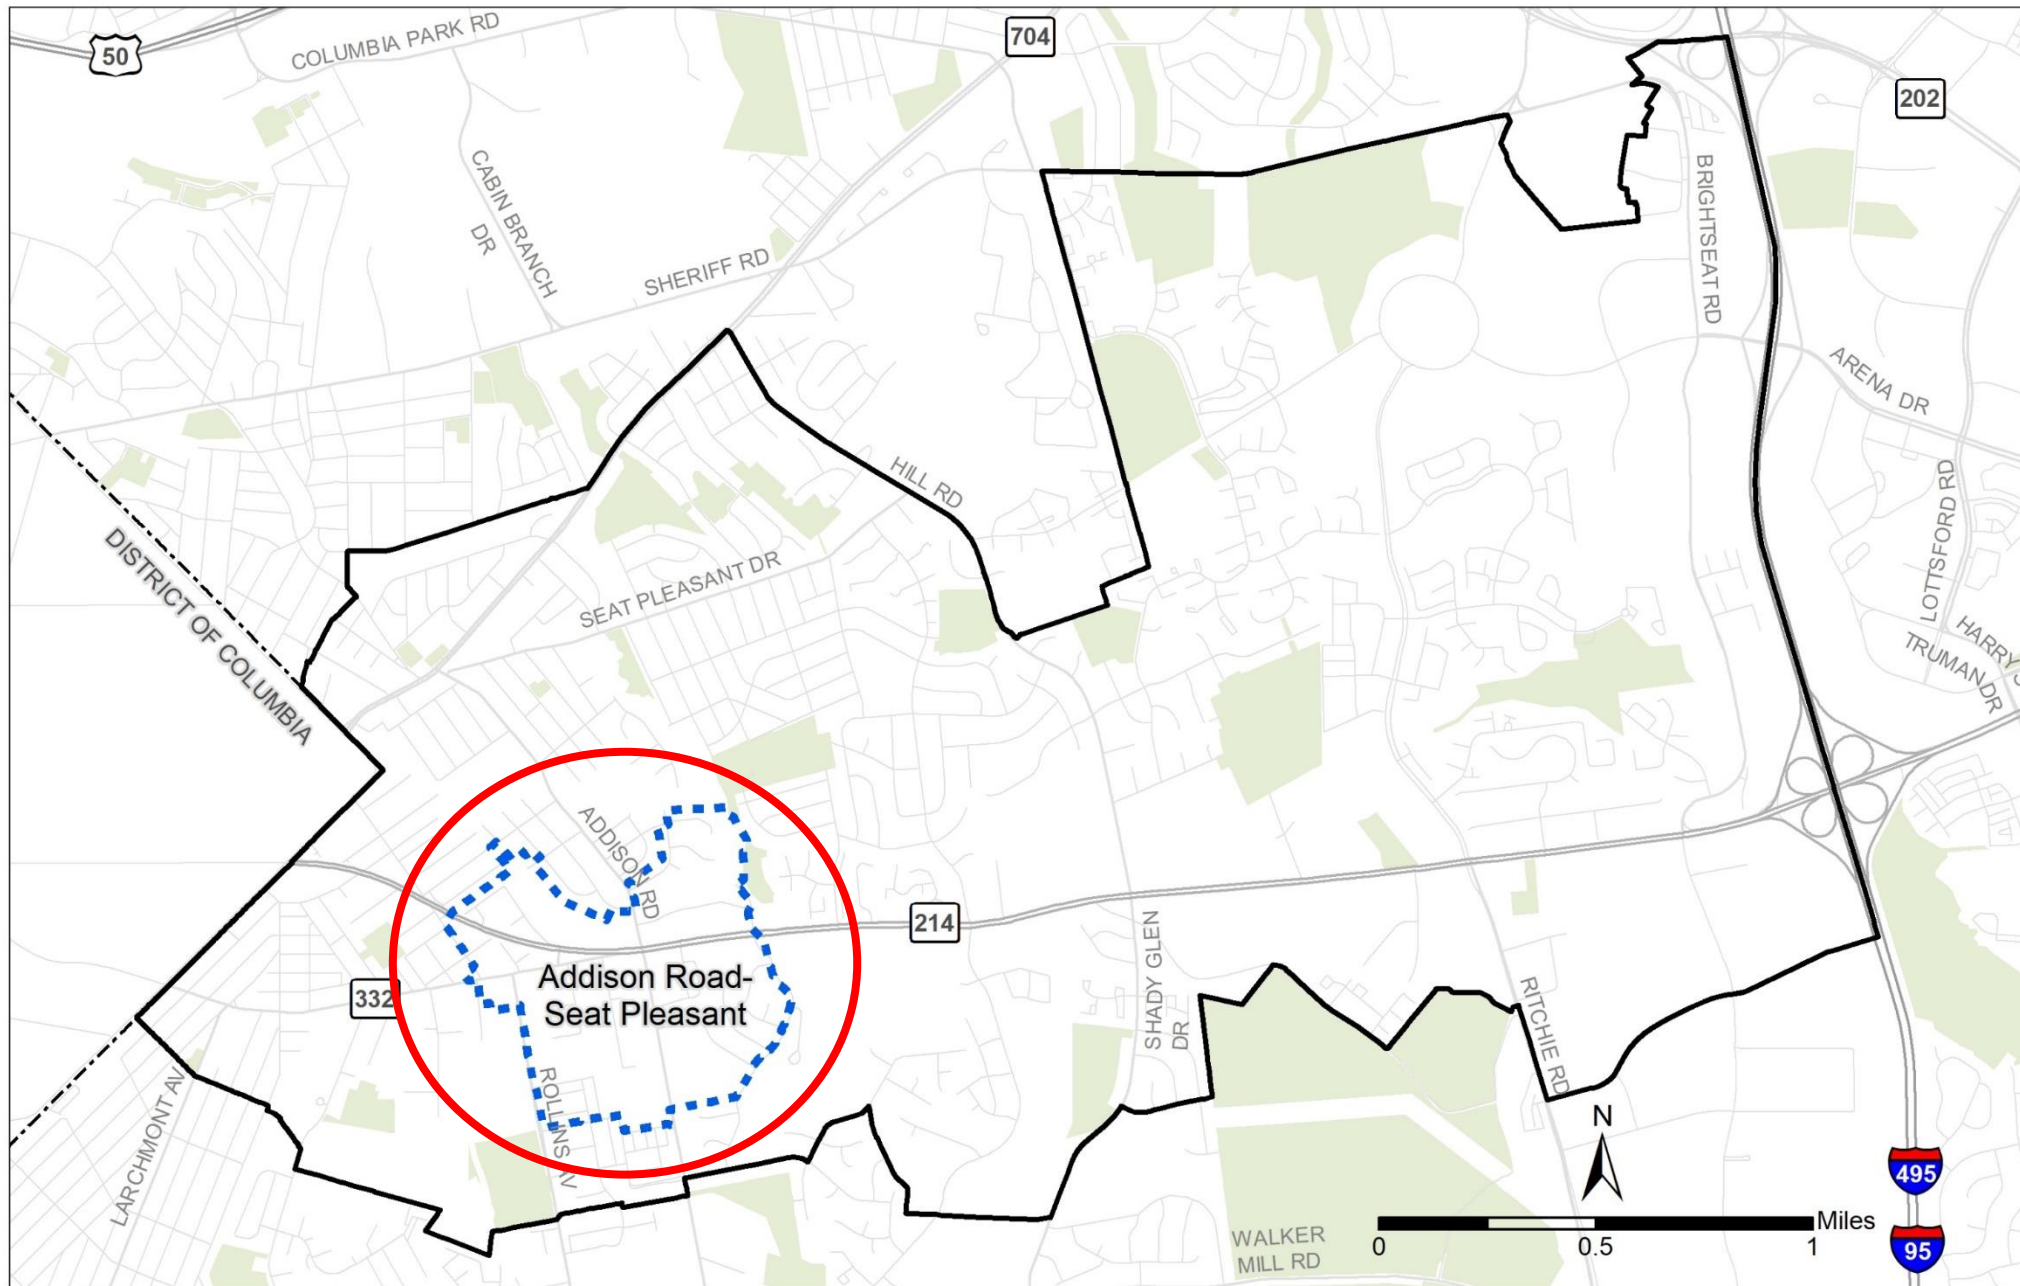 50
COLUMBIA PARK RD
704
202
CABIN BRANCH
DR
SHERIFF RD
BRIGHTSEAT RD
ARENA DR
HILL RD
LOTTSFORD RD
DISTRICT OF COLUMBIA
SEAT PLEASANT DR
HARRY S
TRUMAN DR
ADDISON RD
214
332
Addison Road-
Seat Pleasant
SHADY GLEN
DR
RITCHIE RD
ROLLINS AV
LARCHMONT AV
N
495
Miles
0
0.5
1
WALKER
MILL RD
95